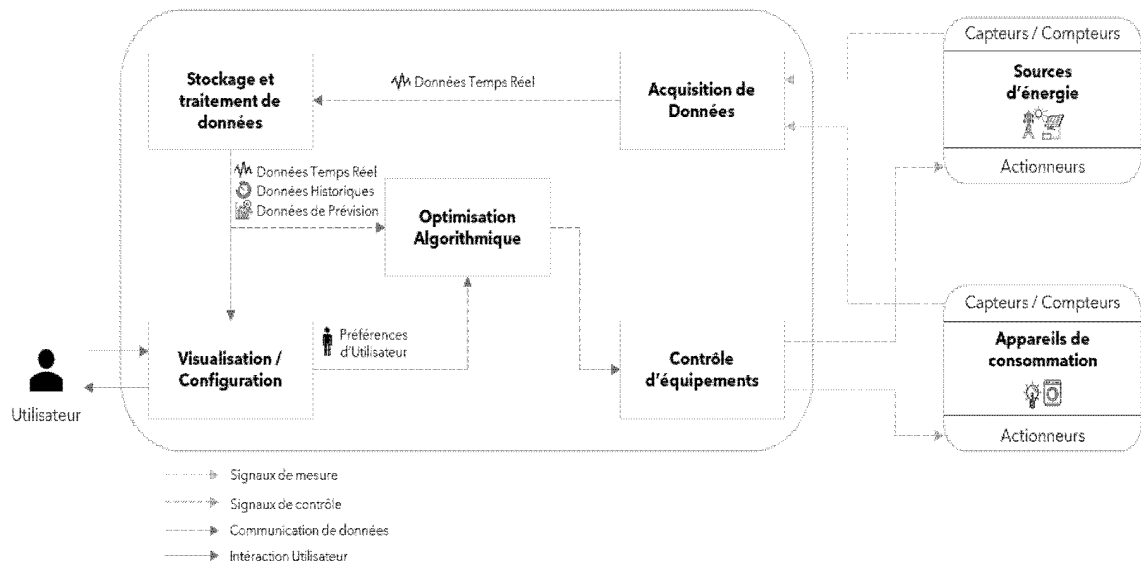 Capteurs / Compteurs
Sources
d'énergie
Actionneurs
Stockage et
traitement de
données
Données Temps Réel
Acquisition de
Données
Données Temps Réel
Données Historiques
Données de Prévision
Optimisation
Algorithmique
Capteurs / Compteurs
Appareils de
consommation
Actionneurs
Utilisateur
Visualisation /
Configuration
Préférences
d'Utilisateur
Contrôle
d'équipements
Signaux de mesure
Signaux de contrôle
Communication de données
Intéraction Utilisateur